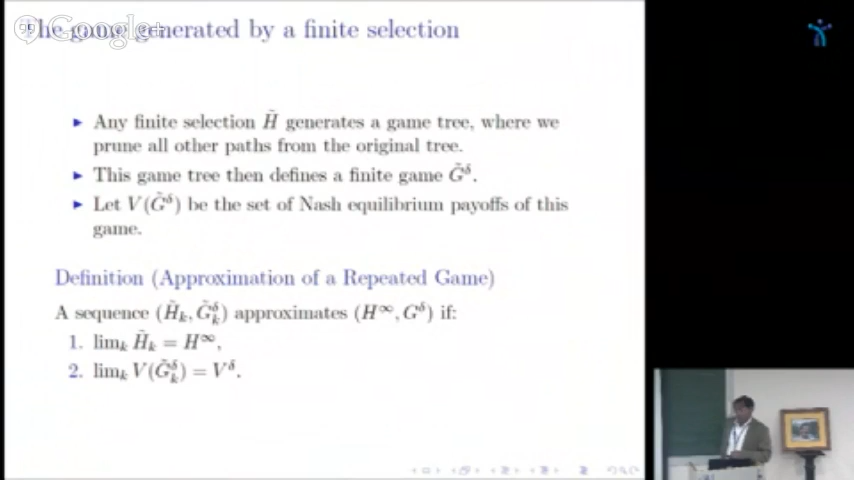 The game generated by a finite selection
Google+
▶ Any finite selection H̃ generates a game tree, where we
prune all other paths from the original tree.
▶ This game tree then defines a finite game G̃^δ.
▶ Let V(G̃^δ) be the set of Nash equilibrium payoffs of this
game.
Definition (Approximation of a Repeated Game)
A sequence (H̃_k, G̃_k^δ) approximates (H^∞, G^δ) if:
1. lim_k H̃_k = H^∞,
2. lim_k V(G̃_k^δ) = V^δ.